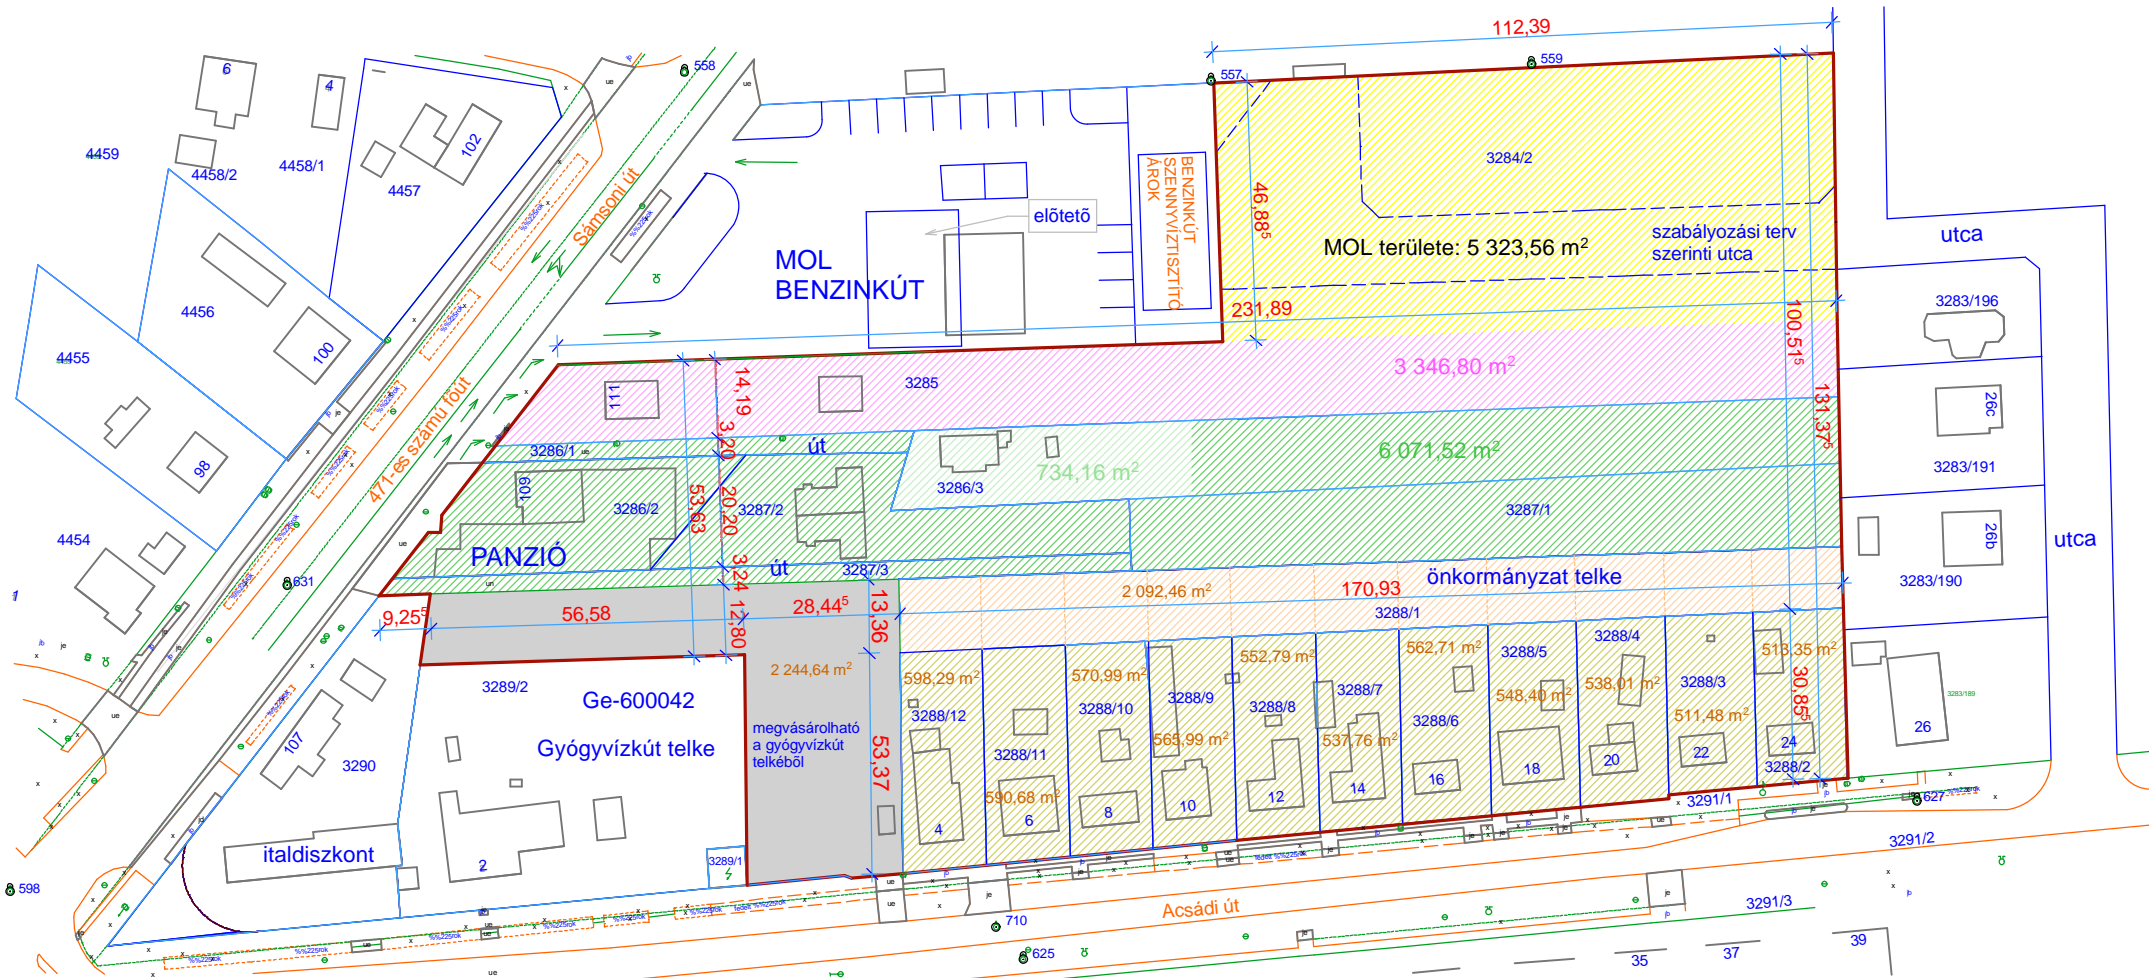 112,39
558
557
559
6
4
102
4459
4458/2
4458/1
4457
Sámsoni út
BENZINKÚT
SZENNYVÍZTISZTÍTÓ
ÁROK
3284/2
46,88⁵
előtető
MOL
BENZINKÚT
MOL területe: 5 323,56 m²
szabályozási terv
szerinti utca
utca
4456
100
231,89
100,51⁵
131,37⁵
3283/196
4455
98
471-es számú főút
111
14,19
3285
3 346,80 m²
26c
3286/1
3,20
út
6 071,52 m²
734,16 m²
3286/3
3283/191
109
3286/2
53,63
20,20
3287/2
3287/1
4454
631
PANZIÓ
3,24
út
3287/3
26b
utca
3283/190
1
önkormányzat telke
2 092,46 m²
170,93
3288/1
9,25⁵
56,58
12,80
28,44⁵
13,36
2 244,64 m²
598,29 m²
570,99 m²
552,79 m²
562,71 m²
3288/5
3288/4
513,35 m²
3289/2
Ge-600042
Gyógyvízkút telke
megvásárolható
a gyógyvízkút
telkéből
53,37
3288/12
3288/11
3288/10
3288/9
3288/8
3288/7
3288/6
548,40 m²
538,01 m²
3288/3
511,48 m²
30,85⁵
3283/189
26
590,68 m²
565,99 m²
537,76 m²
4
6
8
10
12
14
16
18
20
22
24
3288/2
3291/1
627
107
3290
italdiszkont
2
3289/1
3291/2
598
Acsádi út
3291/3
710
625
35
37
39